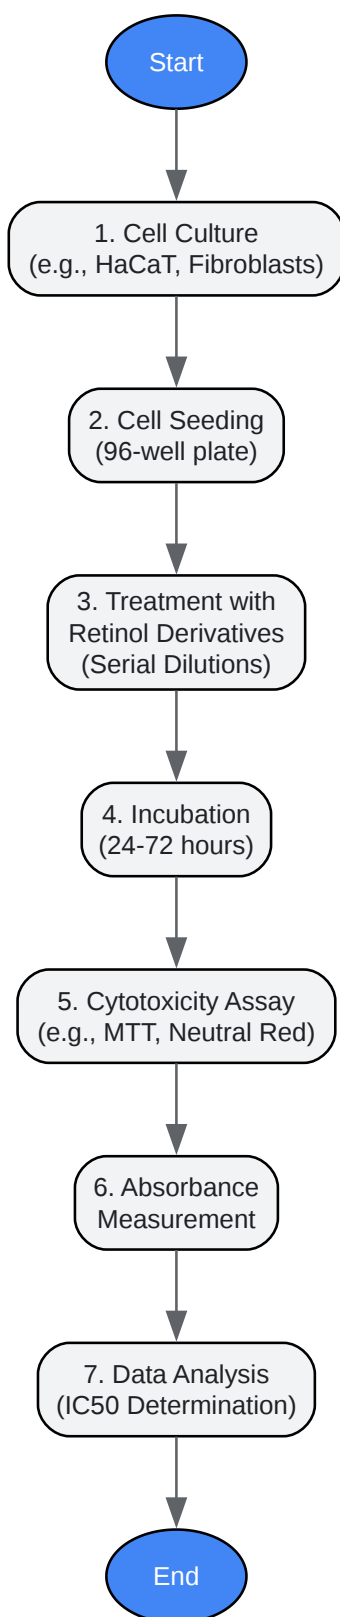 Start
1. Cell Culture
(e.g., HaCaT, Fibroblasts)
2. Cell Seeding
(96-well plate)
3. Treatment with
Retinol Derivatives
(Serial Dilutions)
4. Incubation
(24-72 hours)
5. Cytotoxicity Assay
(e.g., MTT, Neutral Red)
6. Absorbance
Measurement
7. Data Analysis
(IC50 Determination)
End